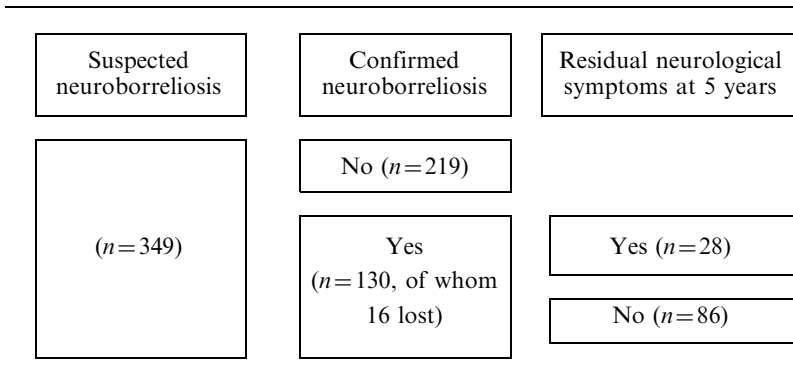 Suspected
neuroborreliosis
Confirmed
neuroborreliosis
Residual neurological
symptoms at 5 years
No (n=219)
(n=349)
Yes
(n=130, of whom
16 lost)
Yes (n=28)
No (n=86)